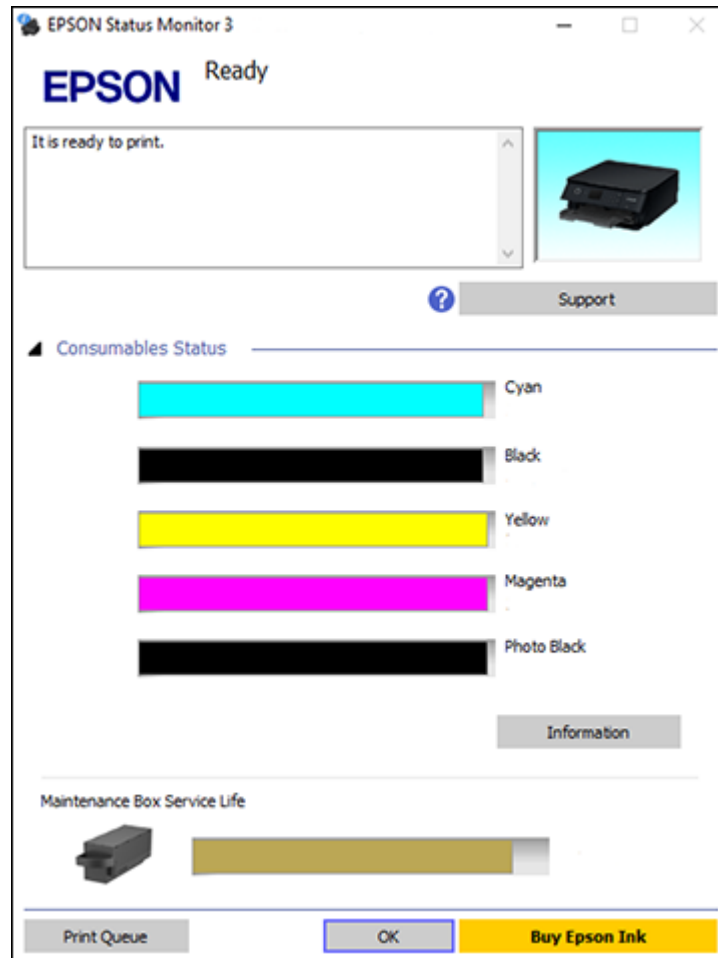 EPSON Status Monitor 3
EPSON
Ready
It is ready to print.
?
Support
Consumables Status
Cyan
Black
Yellow
Magenta
Photo Black
Information
Maintenance Box Service Life
Print Queue
OK
Buy Epson Ink